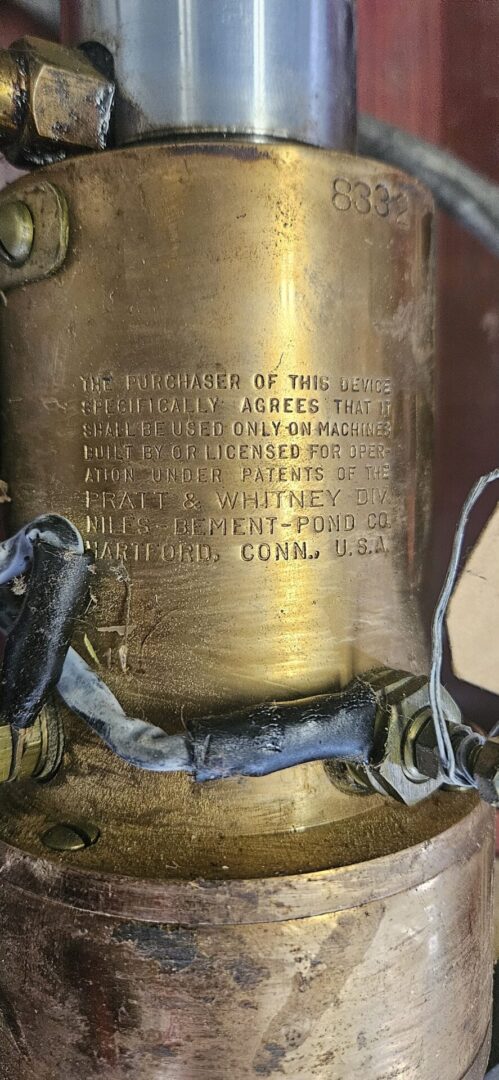 8332
THE PURCHASER OF THIS DEVICE
SPECIFICALLY AGREES THAT IT
SHALL BE USED ONLY ON MACHINES
BUILT BY OR LICENSED FOR OPER-
ATION UNDER PATENTS OF THE
PRATT & WHITNEY DIV.
NILES-BEMENT-POND CO.
HARTFORD, CONN., U.S.A.